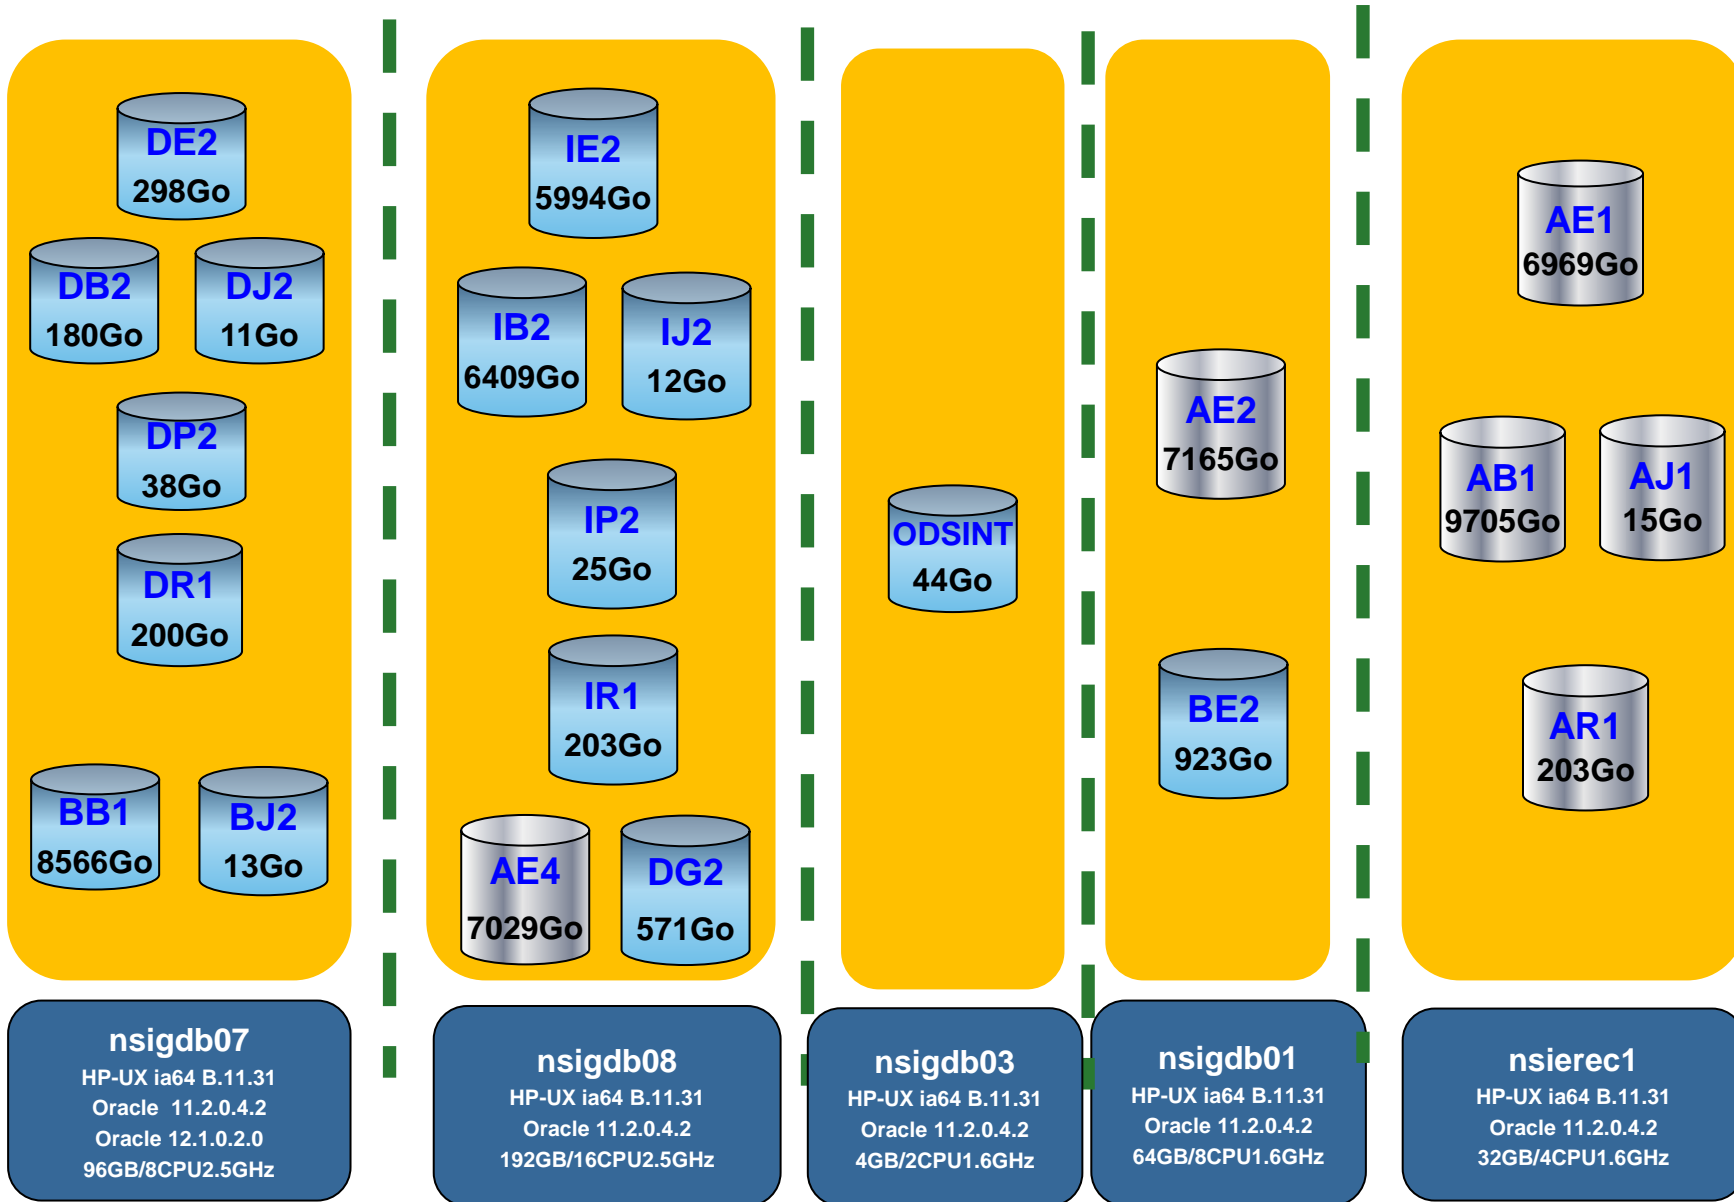 DE2
298Go
DB2
180Go
DJ2
11Go
DP2
38Go
DR1
200Go
BB1
8566Go
BJ2
13Go
nsigdb07
HP-UX ia64 B.11.31
Oracle 11.2.0.4.2
Oracle 12.1.0.2.0
96GB/8CPU2.5GHz
IE2
5994Go
IB2
6409Go
IJ2
12Go
IP2
25Go
IR1
203Go
AE4
7029Go
DG2
571Go
nsigdb08
HP-UX ia64 B.11.31
Oracle 11.2.0.4.2
192GB/16CPU2.5GHz
ODSINT
44Go
nsigdb03
HP-UX ia64 B.11.31
Oracle 11.2.0.4.2
4GB/2CPU1.6GHz
AE2
7165Go
BE2
923Go
nsigdb01
HP-UX ia64 B.11.31
Oracle 11.2.0.4.2
64GB/8CPU1.6GHz
AE1
6969Go
AB1
9705Go
AJ1
15Go
AR1
203Go
nsierec1
HP-UX ia64 B.11.31
Oracle 11.2.0.4.2
32GB/4CPU1.6GHz